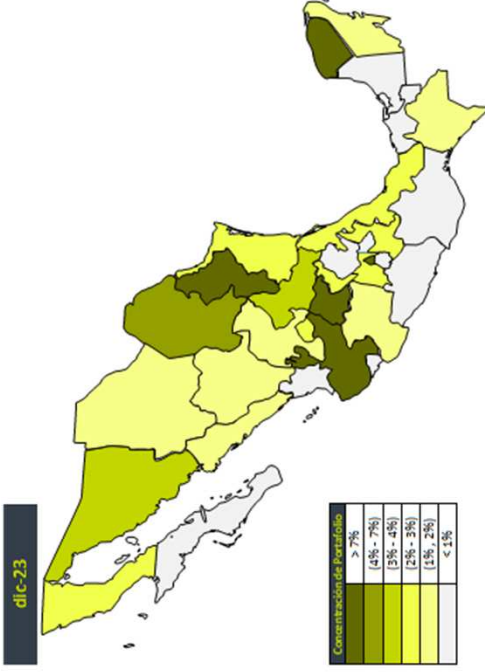 dic-23
Concentración de Portafolio
> 7%
(4% - 7%)
(3% - 4%)
(2% - 3%)
(1% , 2%)
< 1%